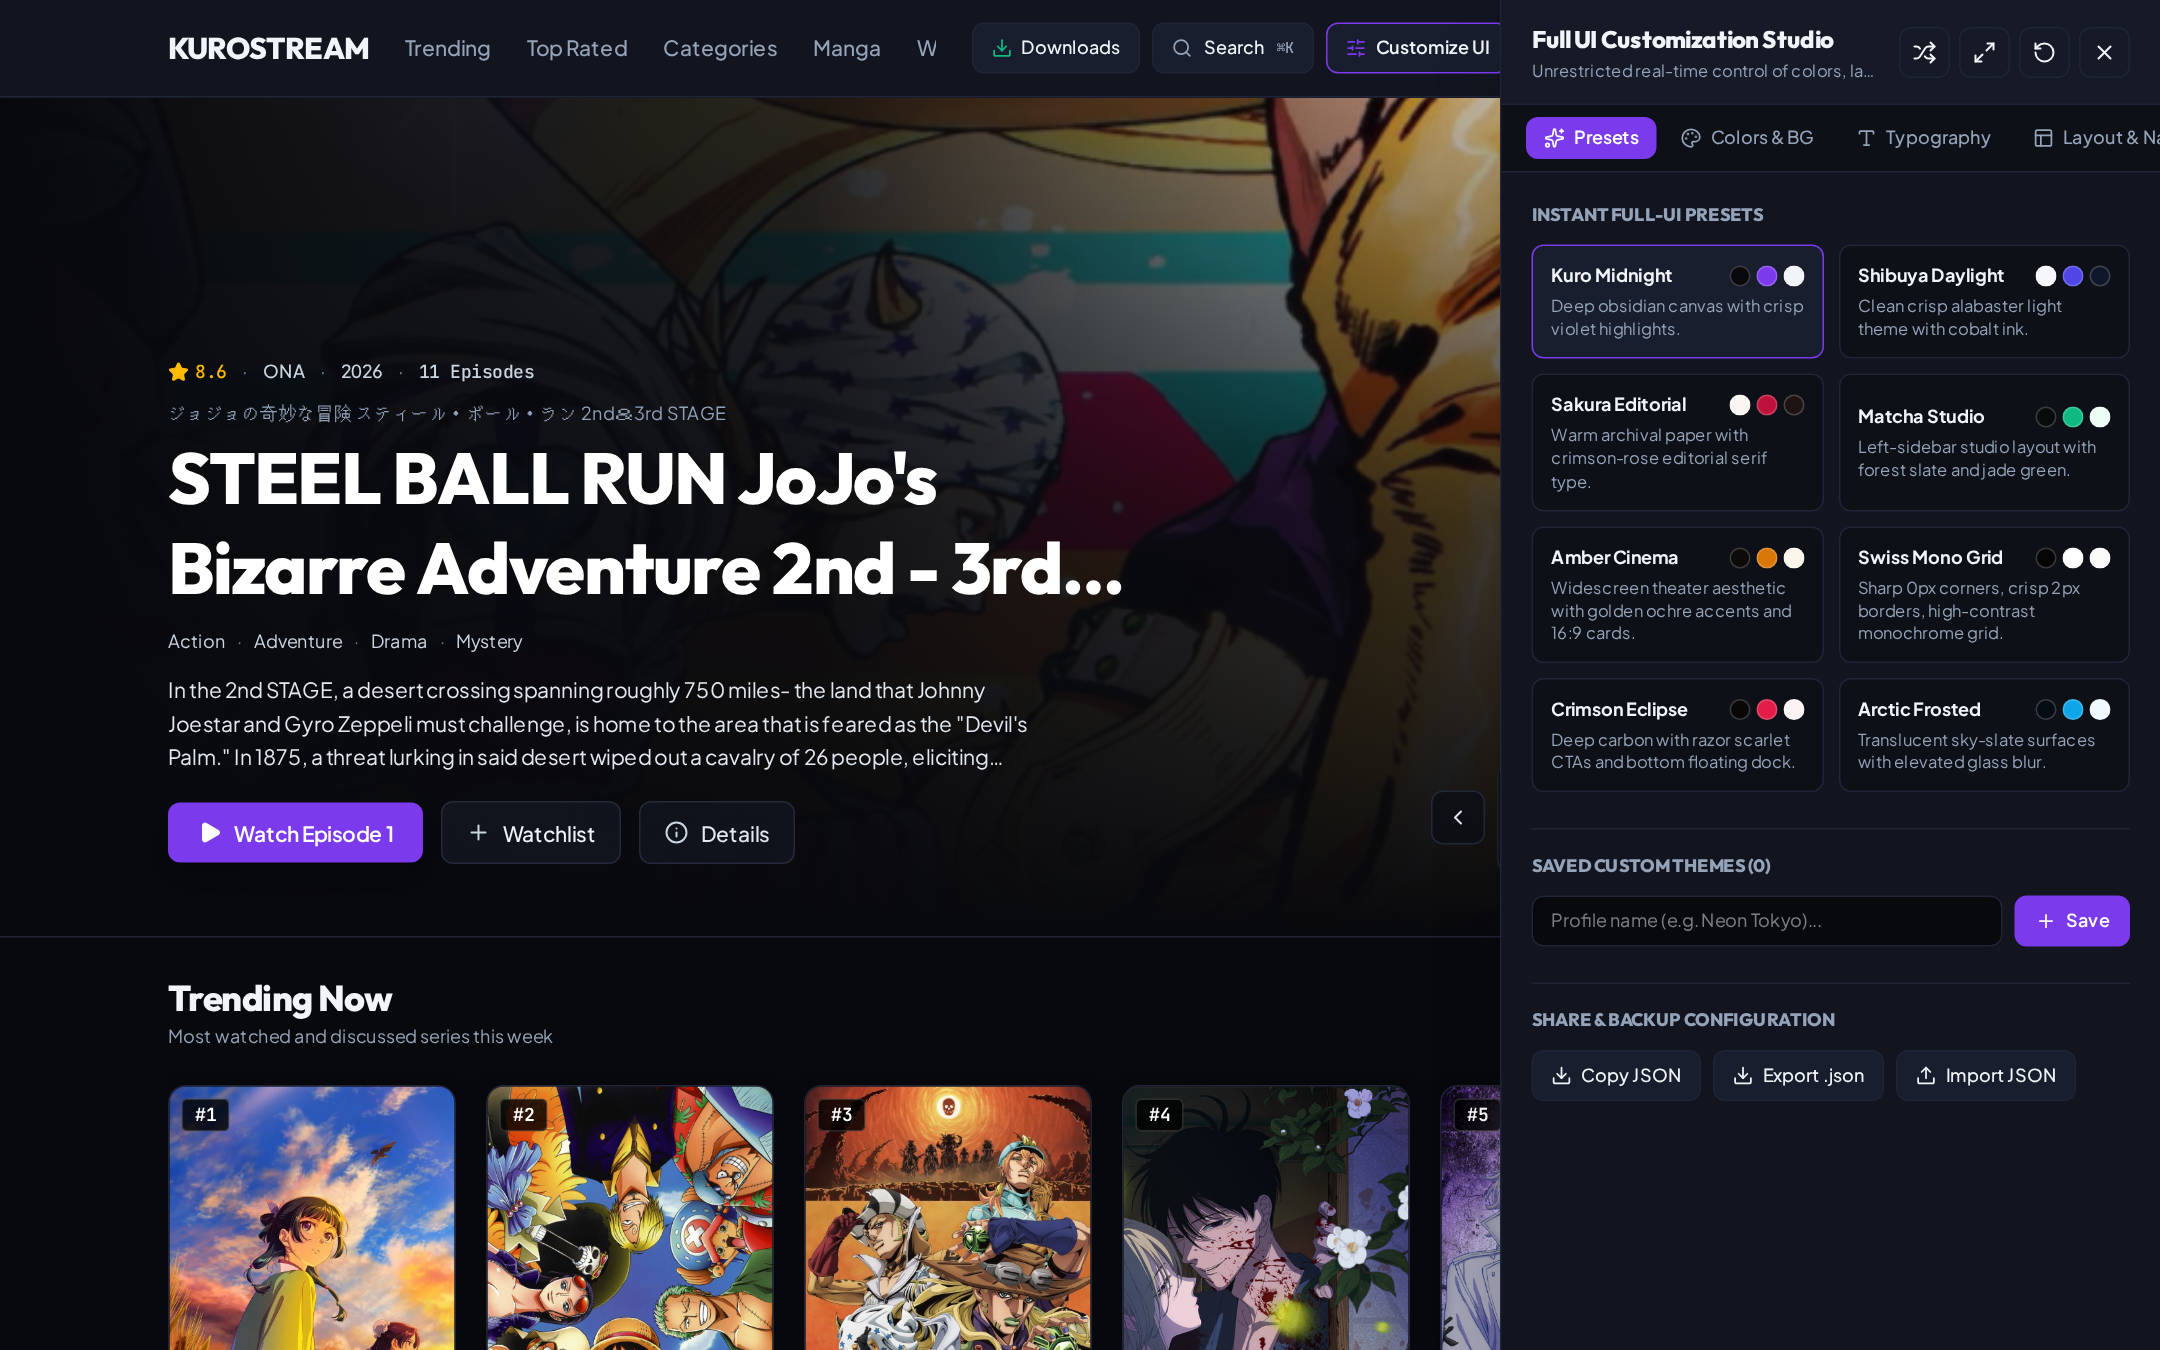 KUROSTREAM Trending Top Rated Categories Manga W Downloads Search ⌘K Customize UI
★ 8.6 · ONA · 2026 · 11 Episodes
ジョジョの奇妙な冒険 スティール・ボール・ラン 2nd&3rd STAGE
STEEL BALL RUN JoJo's
Bizarre Adventure 2nd - 3rd...
Action · Adventure · Drama · Mystery
In the 2nd STAGE, a desert crossing spanning roughly 750 miles- the land that Johnny
Joestar and Gyro Zeppeli must challenge, is home to the area that is feared as the "Devil's
Palm." In 1875, a threat lurking in said desert wiped out a cavalry of 26 people, eliciting...
Watch Episode 1 Watchlist Details
Trending Now
Most watched and discussed series this week
#1 #2 #3 #4 #5
Full UI Customization Studio
Unrestricted real-time control of colors, la...
Presets Colors & BG Typography Layout & Na
INSTANT FULL-UI PRESETS
Kuro Midnight
Deep obsidian canvas with crisp
violet highlights.
Shibuya Daylight
Clean crisp alabaster light
theme with cobalt ink.
Sakura Editorial
Warm archival paper with
crimson-rose editorial serif
type.
Matcha Studio
Left-sidebar studio layout with
forest slate and jade green.
Amber Cinema
Widescreen theater aesthetic
with golden ochre accents and
16:9 cards.
Swiss Mono Grid
Sharp 0px corners, crisp 2px
borders, high-contrast
monochrome grid.
Crimson Eclipse
Deep carbon with razor scarlet
CTAs and bottom floating dock.
Arctic Frosted
Translucent sky-slate surfaces
with elevated glass blur.
SAVED CUSTOM THEMES (0)
Profile name (e.g. Neon Tokyo)...
Save
SHARE & BACKUP CONFIGURATION
Copy JSON Export .json Import JSON